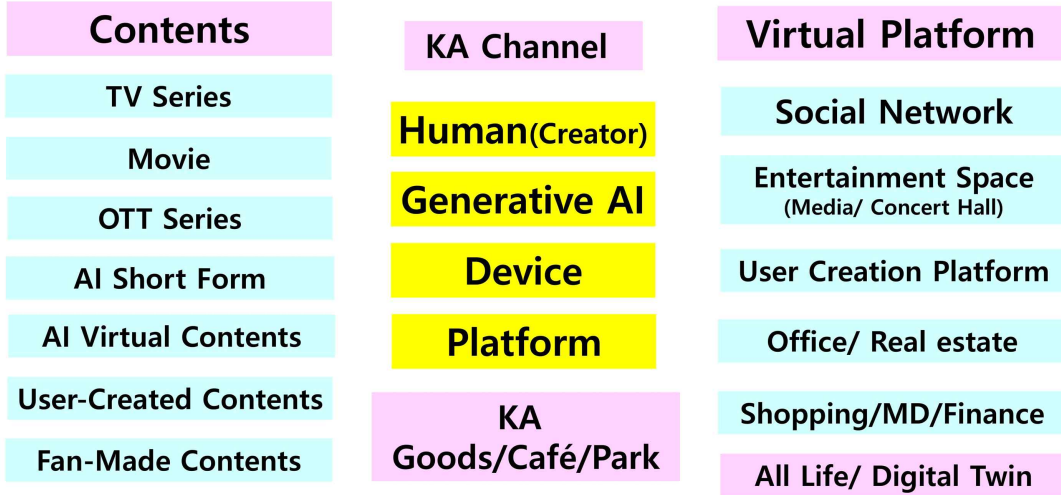 Contents
TV Series
Movie
OTT Series
AI Short Form
AI Virtual Contents
User-Created Contents
Fan-Made Contents
KA Channel
Human(Creator)
Generative AI
Device
Platform
KA
Goods/Café/Park
Virtual Platform
Social Network
Entertainment Space
(Media/ Concert Hall)
User Creation Platform
Office/ Real estate
Shopping/MD/Finance
All Life/ Digital Twin